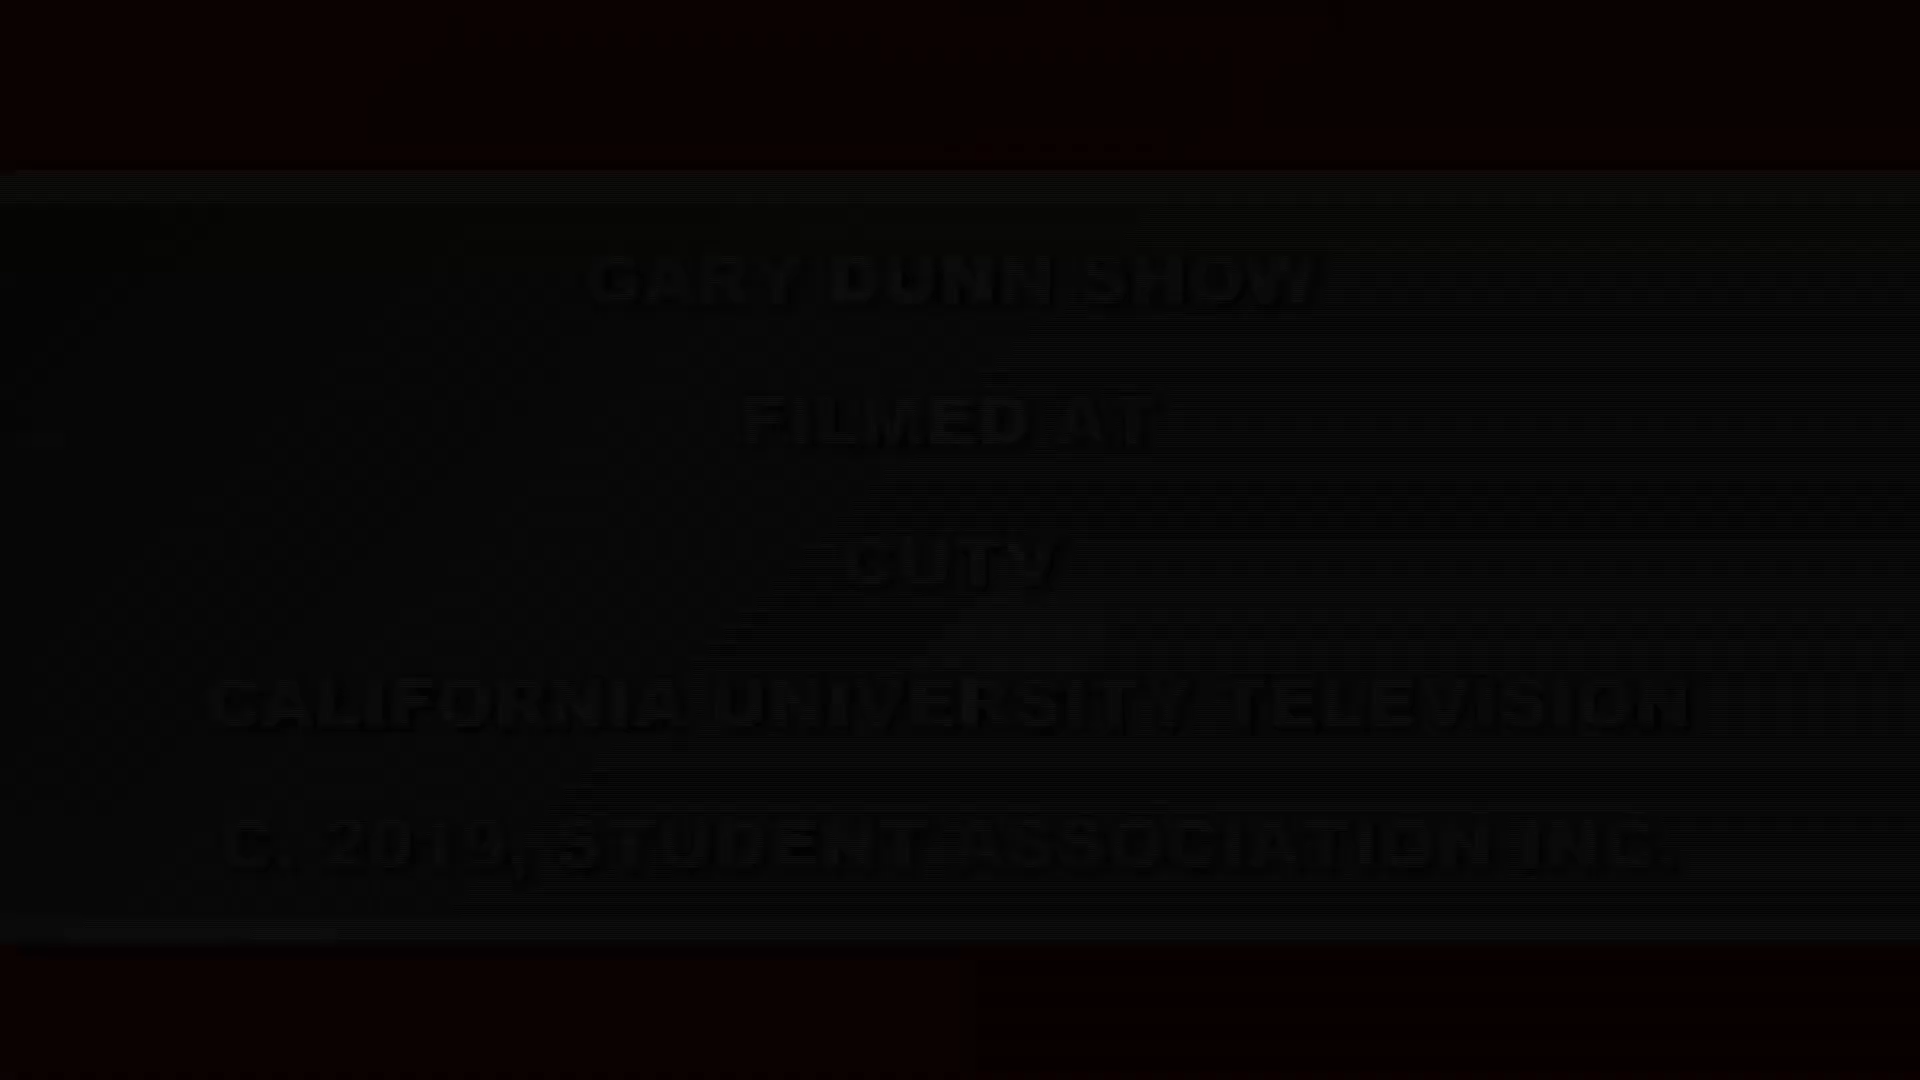 GARY DUNN SHOW
FILMED AT
CUTV
CALIFORNIA UNIVERSITY TELEVISION
C. 2019, STUDENT ASSOCIATION INC.